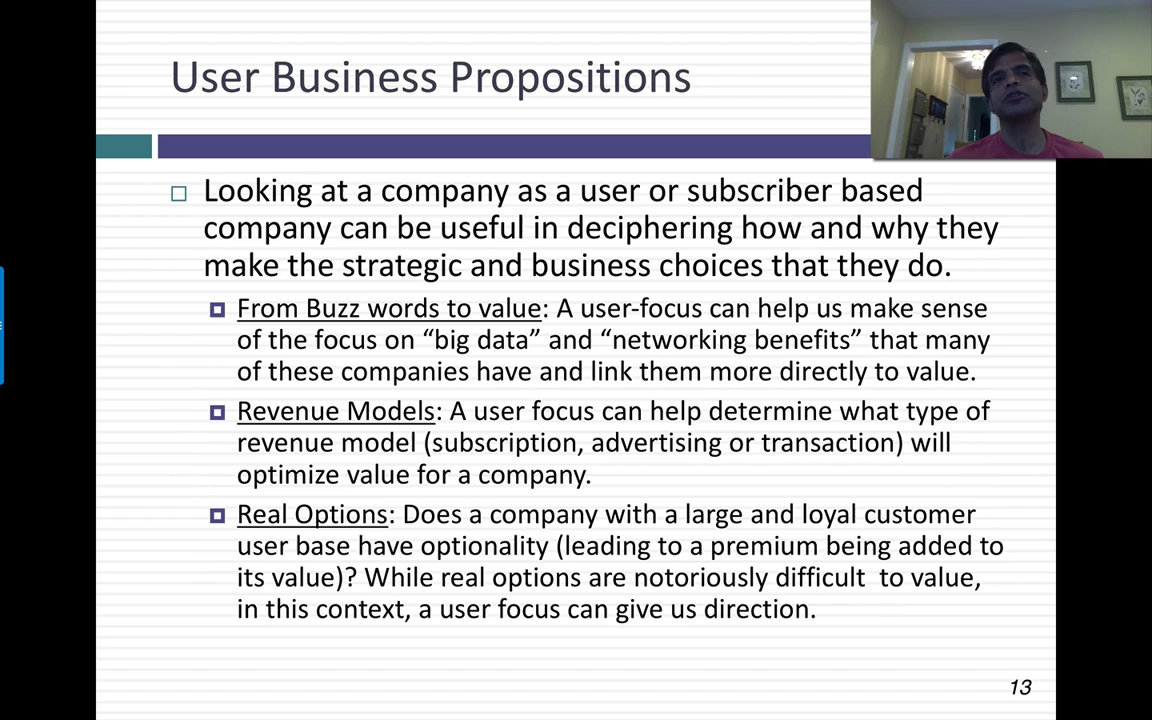 User Business Propositions
Looking at a company as a user or subscriber based
company can be useful in deciphering how and why they
make the strategic and business choices that they do.
From Buzz words to value: A user-focus can help us make sense
of the focus on “big data” and “networking benefits” that many
of these companies have and link them more directly to value.
Revenue Models: A user focus can help determine what type of
revenue model (subscription, advertising or transaction) will
optimize value for a company.
Real Options: Does a company with a large and loyal customer
user base have optionality (leading to a premium being added to
its value)? While real options are notoriously difficult  to value,
in this context, a user focus can give us direction.
13